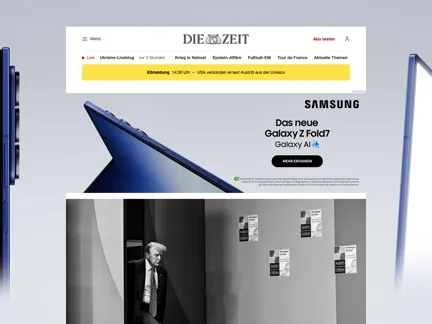 Menü
DIE ZEIT
Abo testen
Live
Ukraine-Liveblog
vor 3 Stunden
Krieg in Nahost
Epstein-Affäre
Fußball-EM
Tour de France
Aktuelle Themen
Eilmeldung 14:30 Uhr – USA verkünden erneut Austritt aus der Unesco
SAMSUNG
Das neue
Galaxy Z Fold7
Galaxy AI
MEHR ERFAHREN